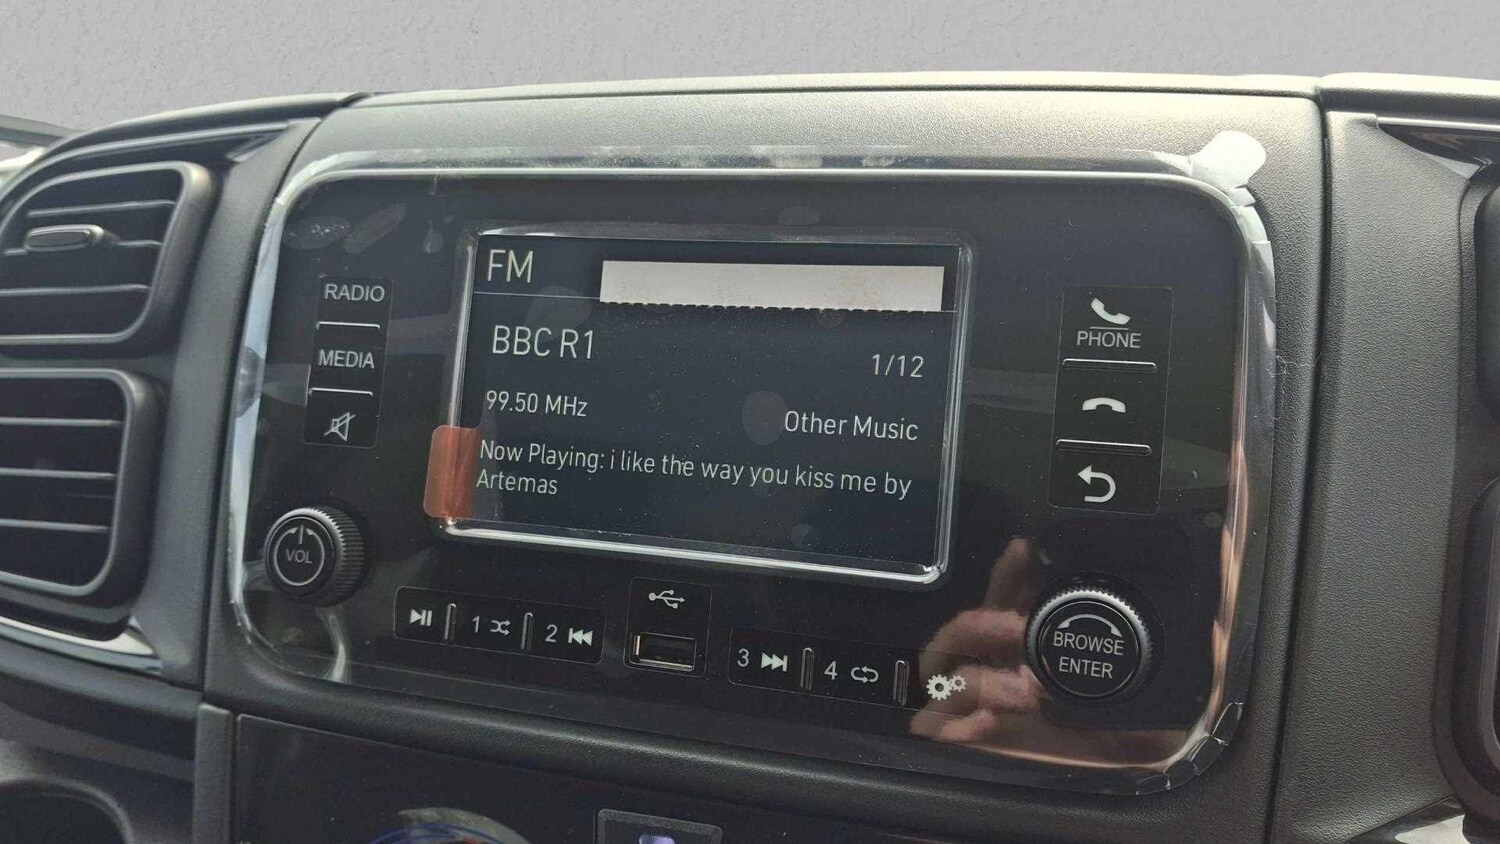 FM
BBC R1
1/12
99.50 MHz
Other Music
Now Playing: i like the way you kiss me by
Artemas
RADIO
MEDIA
VOL
PHONE
1
2
3
4
BROWSE
ENTER